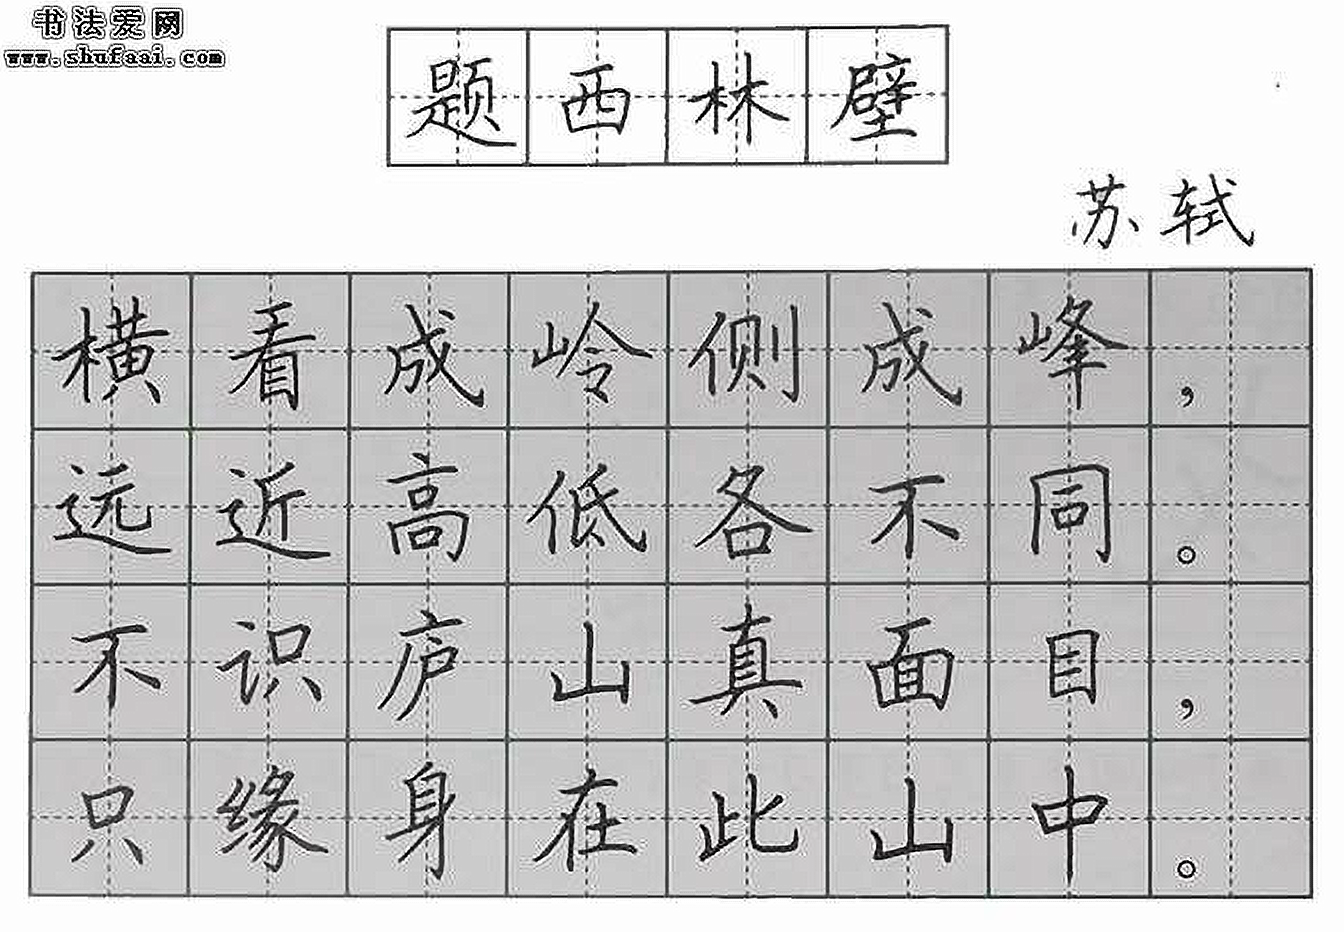 书法爱网
www.shufaai.com
题西林壁
苏轼
横看成岭侧成峰，
远近高低各不同。
不识庐山真面目，
只缘身在此山中。